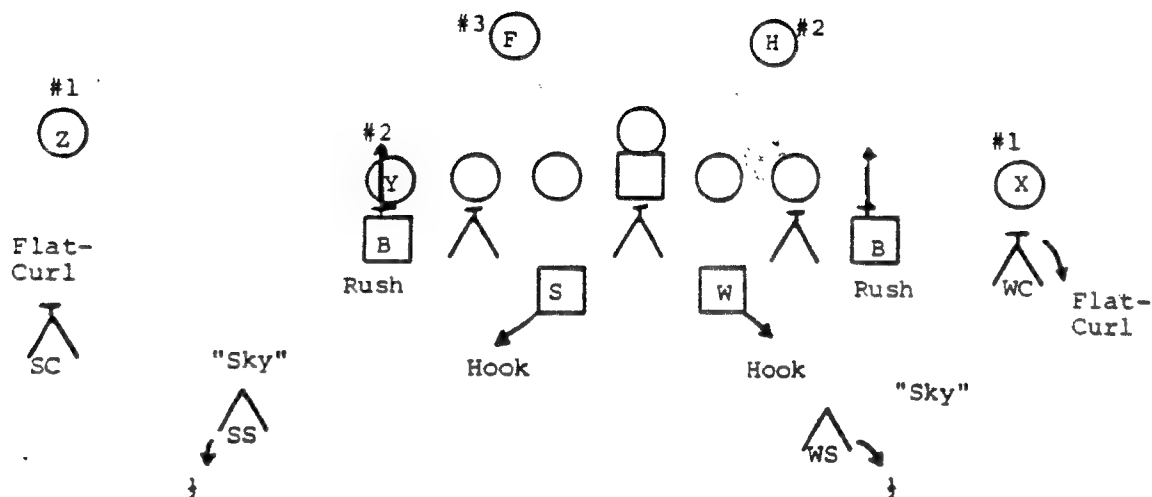 #3 F
H #2
#1
Z
#2
Y
#1
X
B
Rush
S
W
B
Rush
Flat-
Curl
SC
WC
Flat-
Curl
Hook
Hook
"Sky"
SS
"Sky"
WS